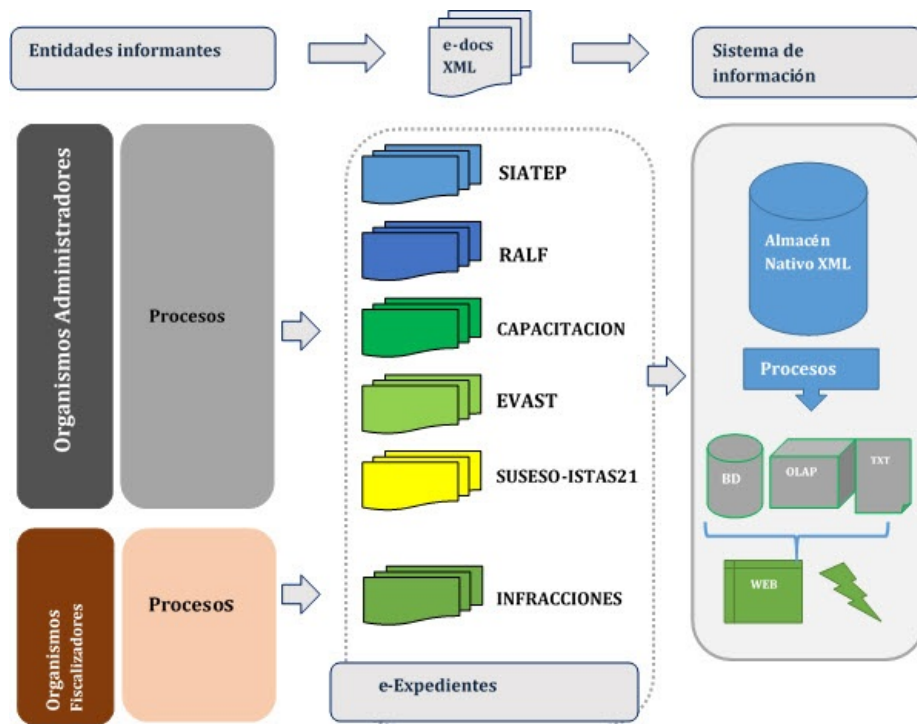 Entidades informantes
e-docs
XML
Sistema de
información
Organismos Administradores
Procesos
SIATEP
RALF
CAPACITACION
EVAST
SUSESO-ISTAS21
Organismos
Fiscalizadores
Procesos
INFRACCIONES
e-Expedientes
Almacén
Nativo XML
Procesos
BD
OLAP
TXT
WEB